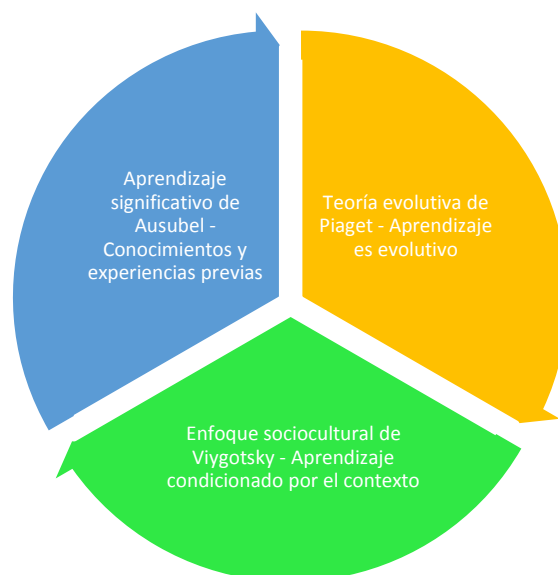 Aprendizaje
significativo de
Ausubel -
Conocimientos y
experiencias previas
Teoría evolutiva de
Piaget - Aprendizaje
es evolutivo
Enfoque sociocultural de
Viygotsky - Aprendizaje
condicionado por el contexto